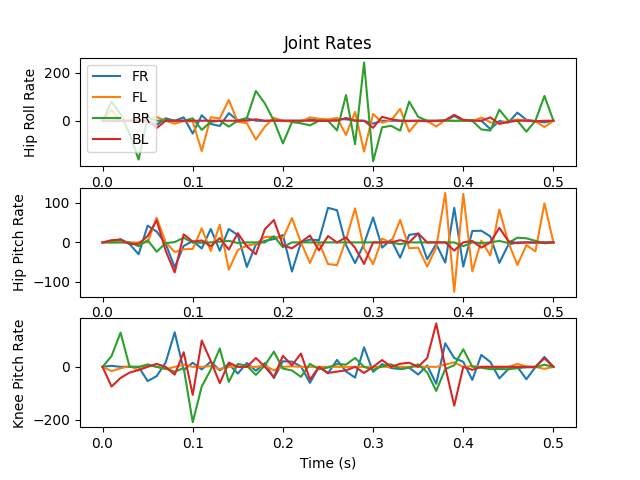 Joint Rates
Hip Roll Rate
200
0
FR
FL
BR
BL
0.0 0.1 0.2 0.3 0.4 0.5
Hip Pitch Rate
100
0
−100
0.0 0.1 0.2 0.3 0.4 0.5
Knee Pitch Rate
0
−200
0.0 0.1 0.2 0.3 0.4 0.5
Time (s)